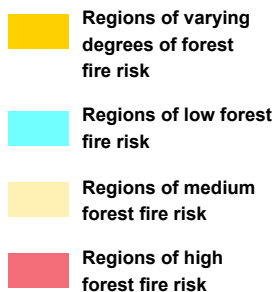 Regions of varying
degrees of forest
fire risk
Regions of low forest
fire risk
Regions of medium
forest fire risk
Regions of high
forest fire risk